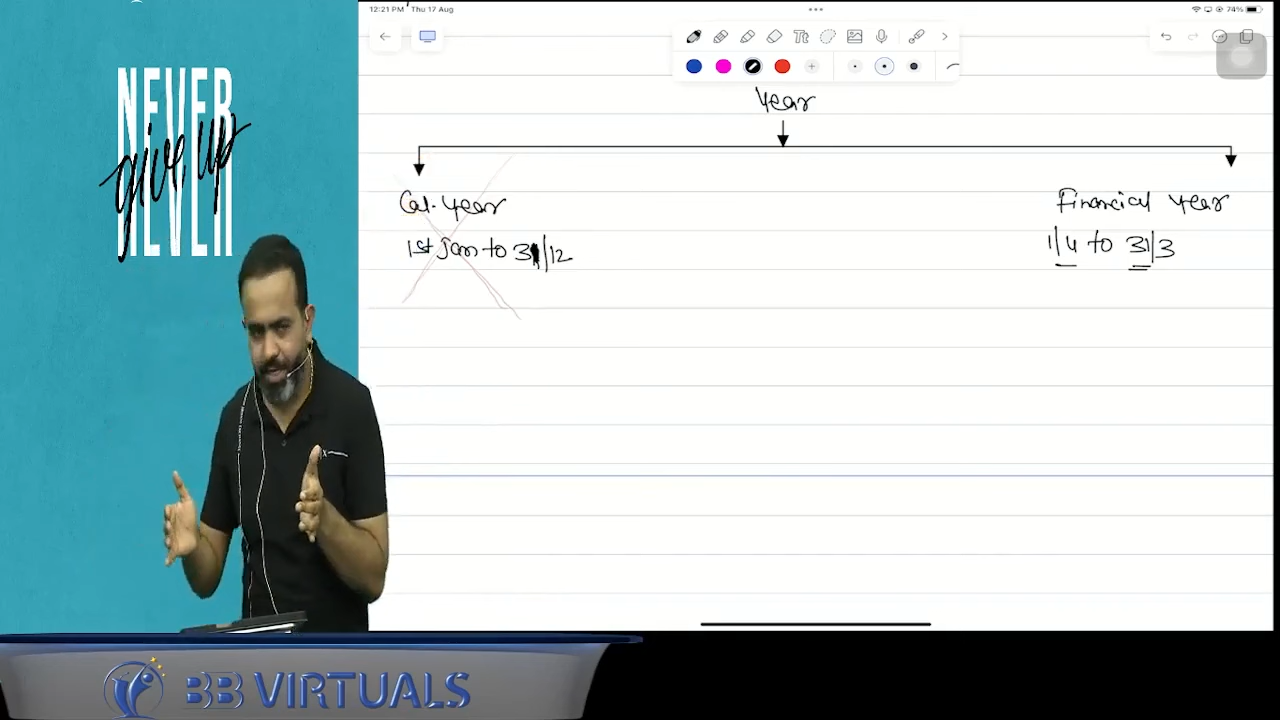 12:21 PM Thu 17 Aug
74%
NEVER
give up
NEVER
Year
Cal. Year
Financial Year
1st Jan to 31/12
1/4 to 31/3
BB VIRTUALS